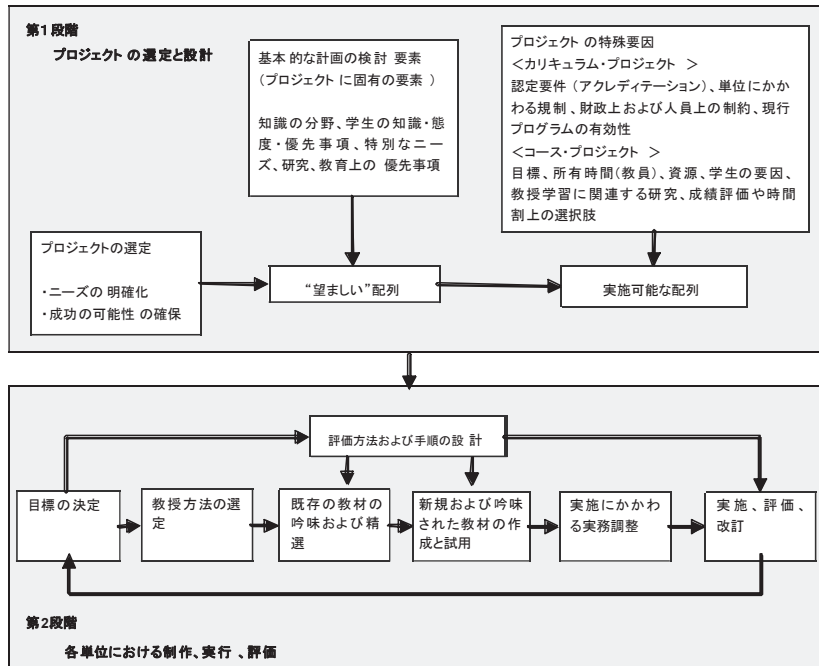 第1段階
プロジェクトの選定と設計
基本的な計画の検討要素
(プロジェクトに固有の要素)
知識の分野、学生の知識・態
度・優先事項、特別なニー
ズ、研究、教育上の優先事項
プロジェクトの特殊要因
<カリキュラム・プロジェクト>
認定要件(アクレディテーション)、単位にかか
わる規制、財政上および人員上の制約、現行
プログラムの有効性
<コース・プロジェクト>
目標、所有時間(教員)、資源、学生の要因、
教授学習に関連する研究、成績評価や時間
割上の選択肢
プロジェクトの選定
・ニーズの明確化
・成功の可能性の確保
“望ましい”配列
実施可能な配列
評価方法および手順の設計
目標の決定
教授方法の選
定
既存の教材の
吟味および精
選
新規および吟味
された教材の作
成と試用
実施にかかわ
る実務調整
実施、評価、
改訂
第2段階
各単位における制作、実行、評価